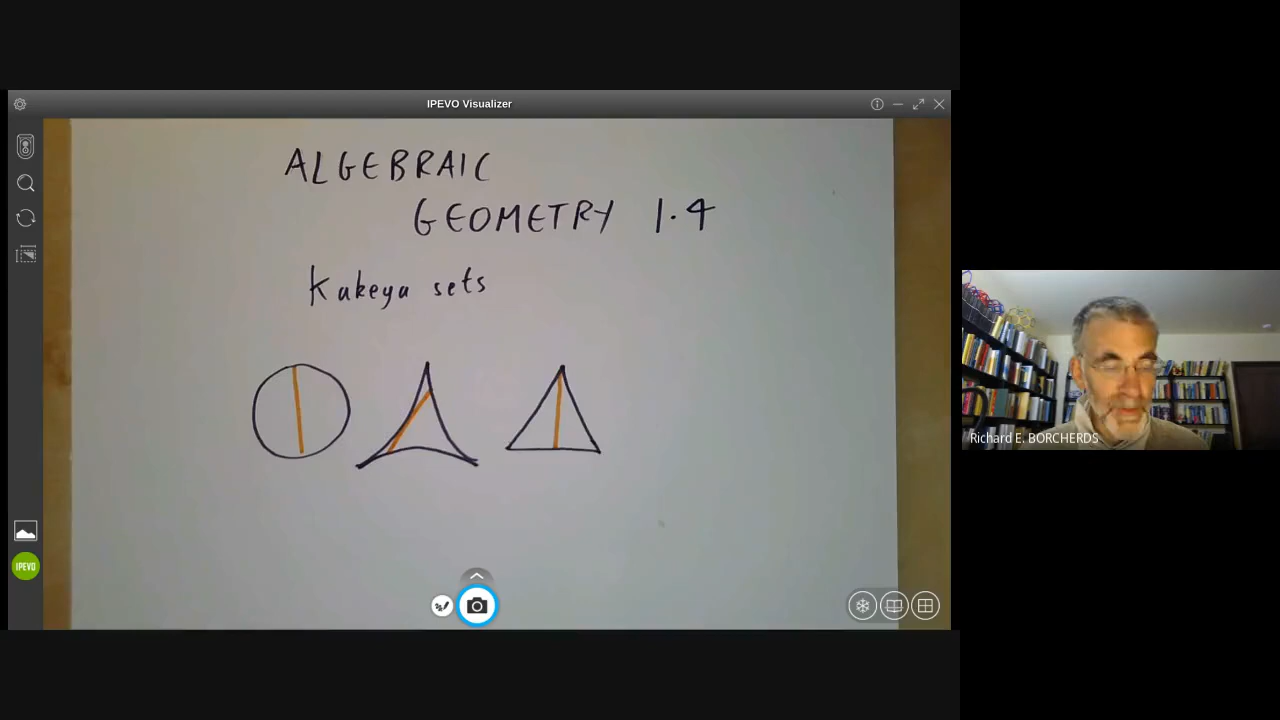 IPEVO Visualizer
ALGEBRAIC
GEOMETRY 1.4
Kakeya sets
IPEVO
Richard E. BORCHERDS